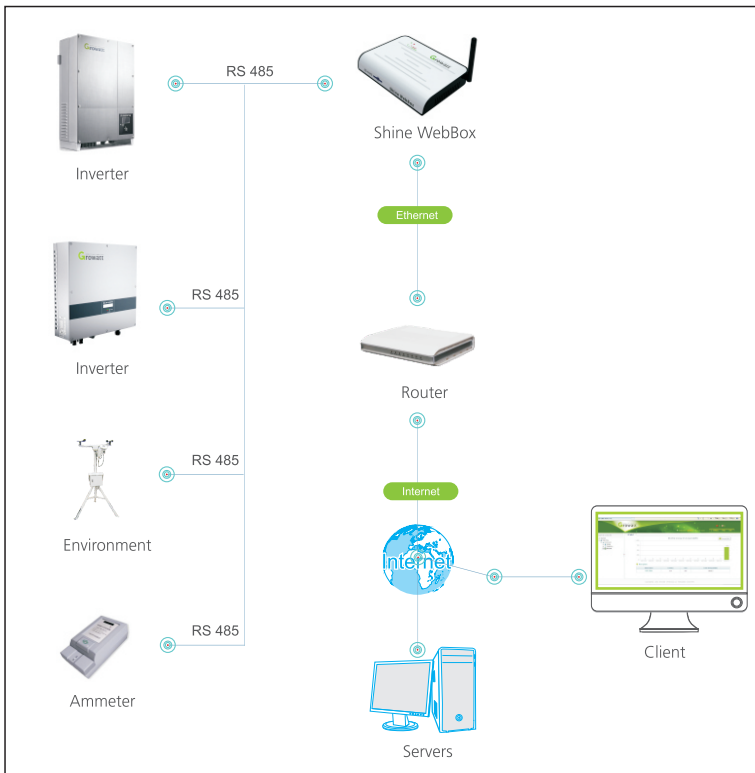 RS 485
Shine WebBox
Inverter
Ethernet
RS 485
Inverter
Router
RS 485
Internet
Environment
Internet
RS 485
Client
Ammeter
Servers